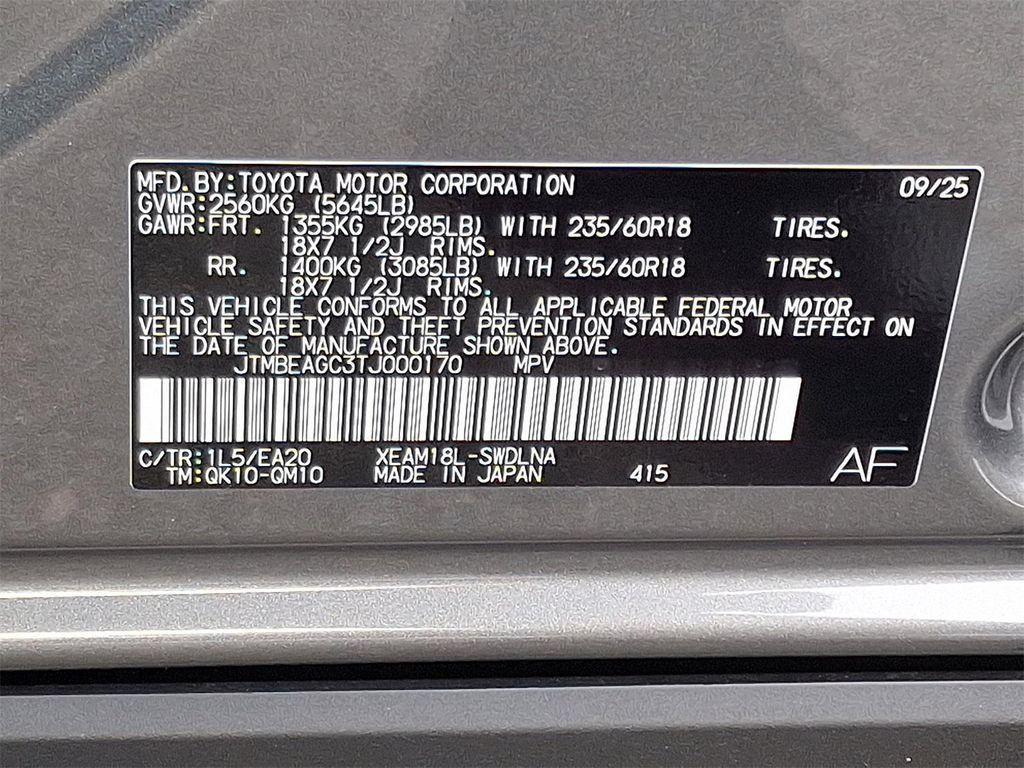 MFD. BY: TOYOTA MOTOR CORPORATION 09/25
GVWR: 2560KG (5645LB)
GAWR: FRT. 1355KG (2985LB) WITH 235/60R18 TIRES.
18X7 1/2J RIMS.
RR. 1400KG (3085LB) WITH 235/60R18 TIRES.
18X7 1/2J RIMS.
THIS VEHICLE CONFORMS TO ALL APPLICABLE FEDERAL MOTOR
VEHICLE SAFETY AND THEFT PREVENTION STANDARDS IN EFFECT ON
THE DATE OF MANUFACTURE SHOWN ABOVE.
JTMBEAGC3TJ000170 MPV
C/TR: 1L5/EA20 XEAM18L-SWDLNA
TM: QK10-QM10 MADE IN JAPAN 415 AF